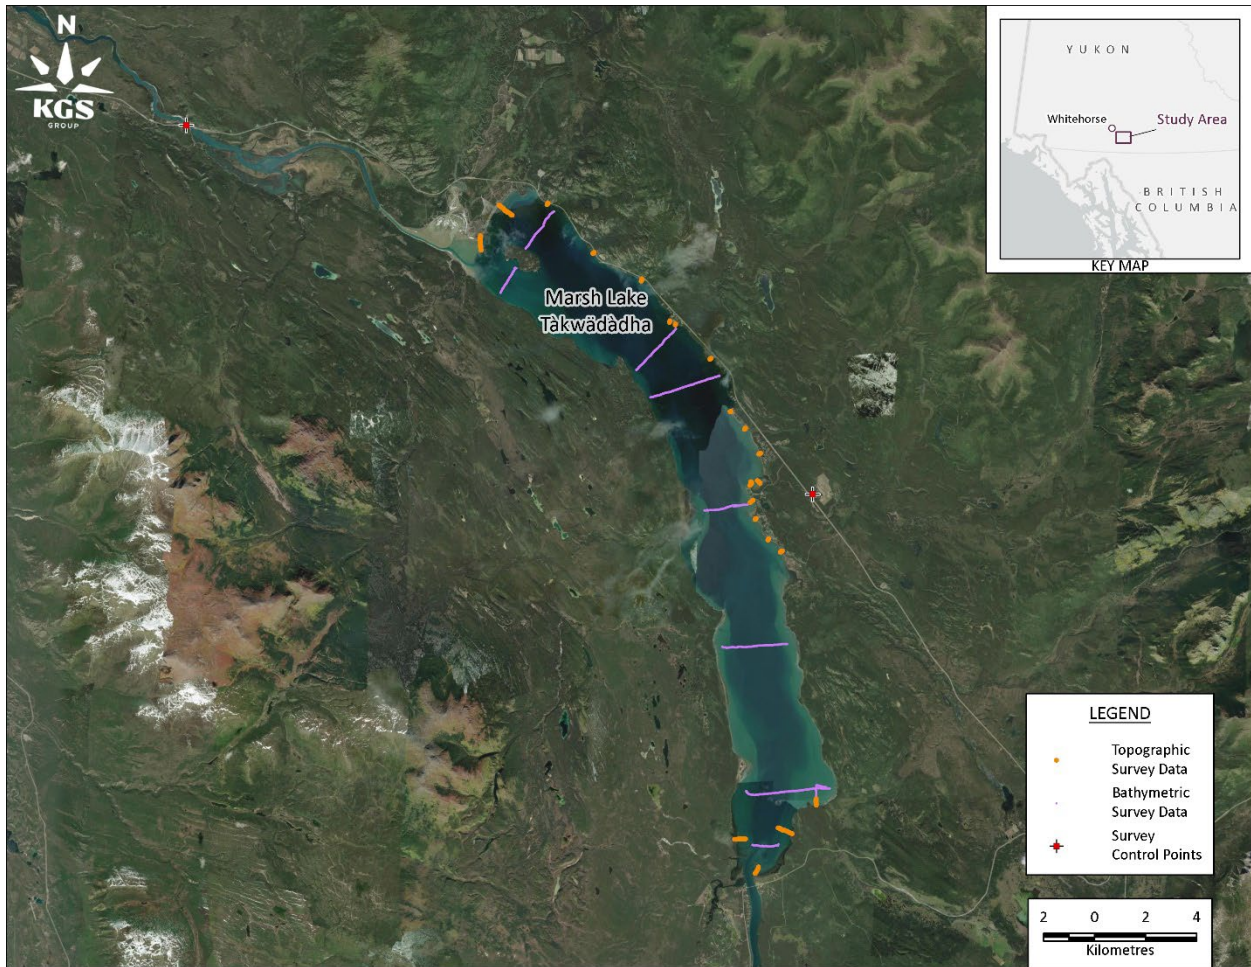 N
KGS
GROUP
Marsh Lake
Tàkwädàdha
YUKON
Whitehorse
Study Area
BRITISH
COLUMBIA
KEY MAP
LEGEND
Topographic
Survey Data
Bathymetric
Survey Data
Survey
Control Points
2 0 2 4
Kilometres